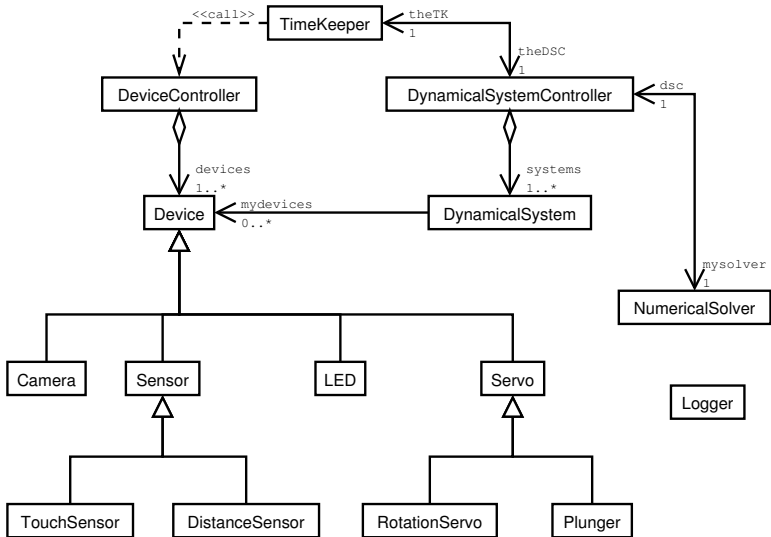 <<call>>
TimeKeeper
theTK
1
theDSC
1
DeviceController
DynamicalSystemController
dsc
1
devices
1..*
systems
1..*
Device
mydevices
0..*
DynamicalSystem
mysolver
1
NumericalSolver
Camera
Sensor
LED
Servo
Logger
TouchSensor
DistanceSensor
RotationServo
Plunger